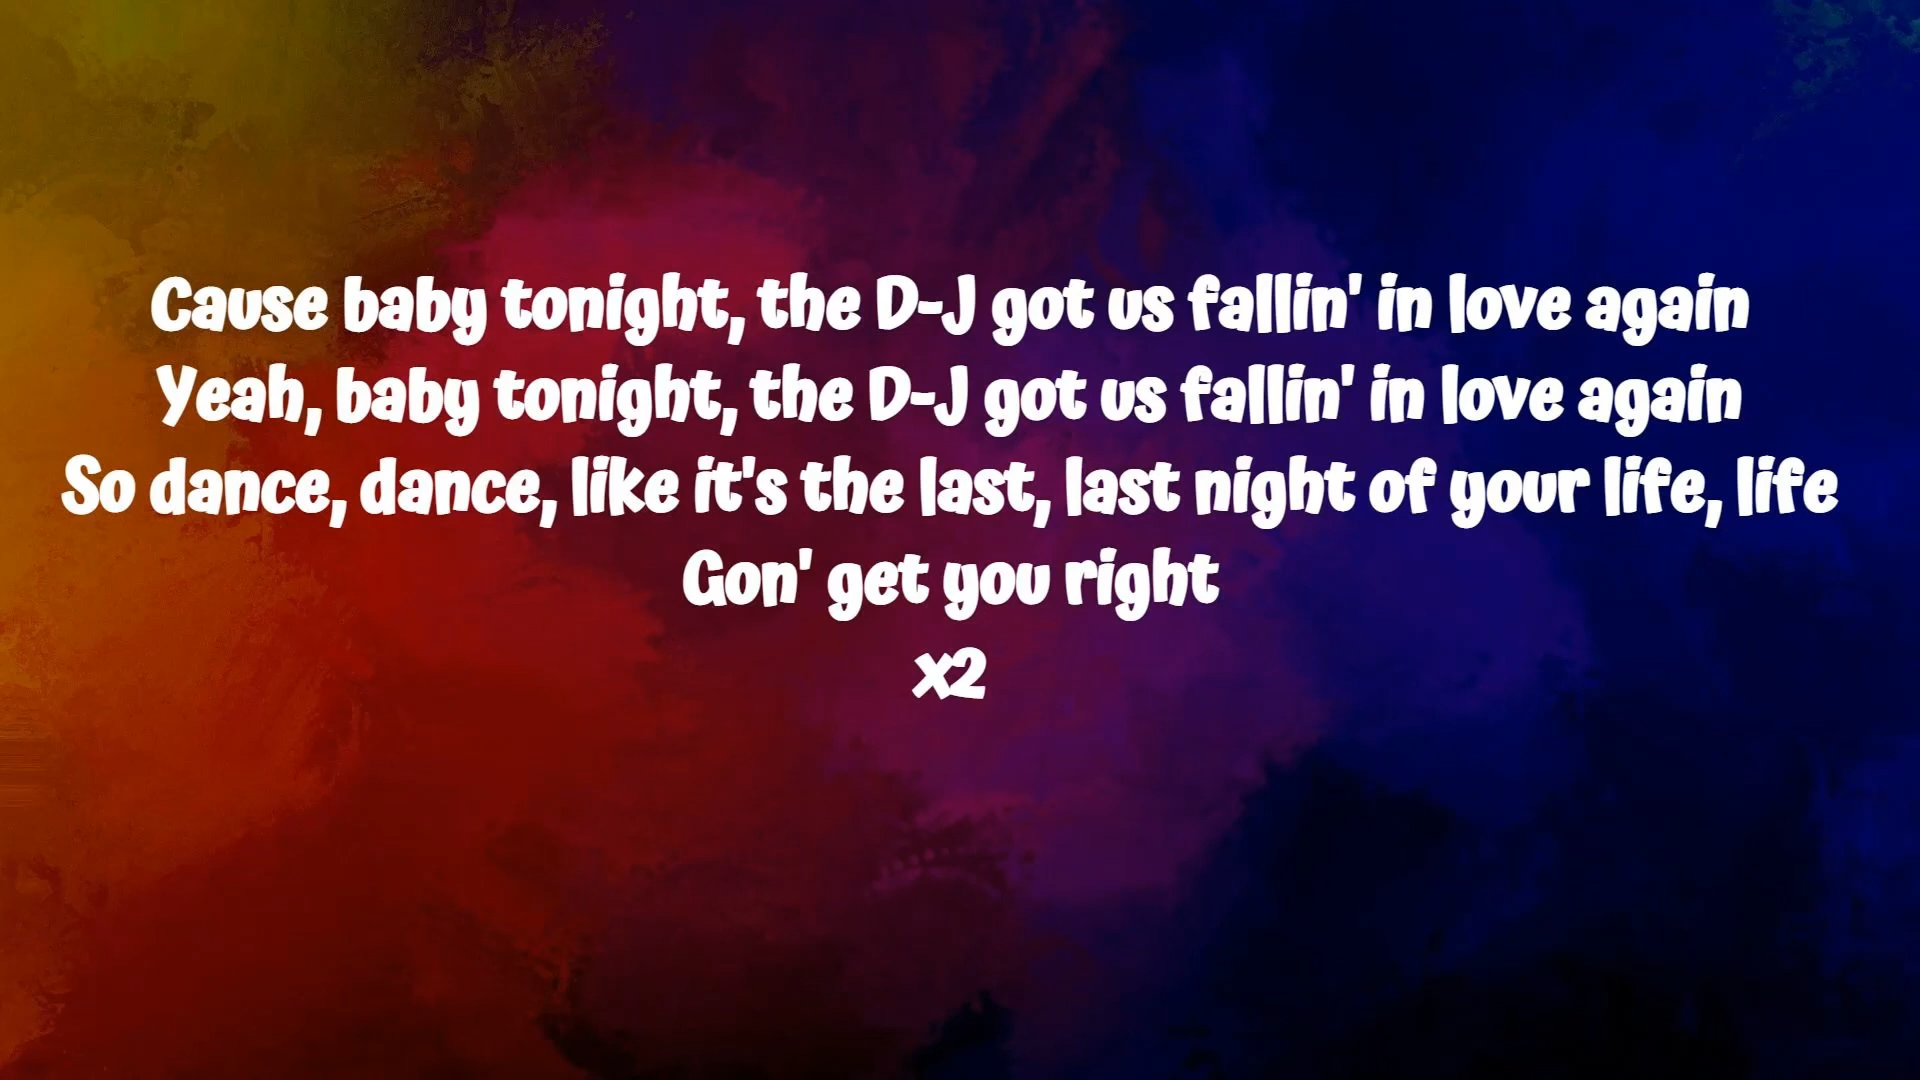 Cause baby tonight, the D-J got us fallin' in love again
Yeah, baby tonight, the D-J got us fallin' in love again
So dance, dance, like it's the last, last night of your life, life
Gon' get you right
x2